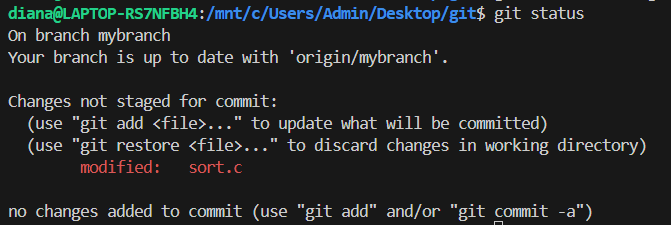 diana@LAPTOP-RS7NFBH4:/mnt/c/Users/Admin/Desktop/git$ git status
On branch mybranch
Your branch is up to date with 'origin/mybranch'.
Changes not staged for commit:
(use "git add <file>..." to update what will be committed)
(use "git restore <file>..." to discard changes in working directory)
modified: sort.c
no changes added to commit (use "git add" and/or "git commit -a")